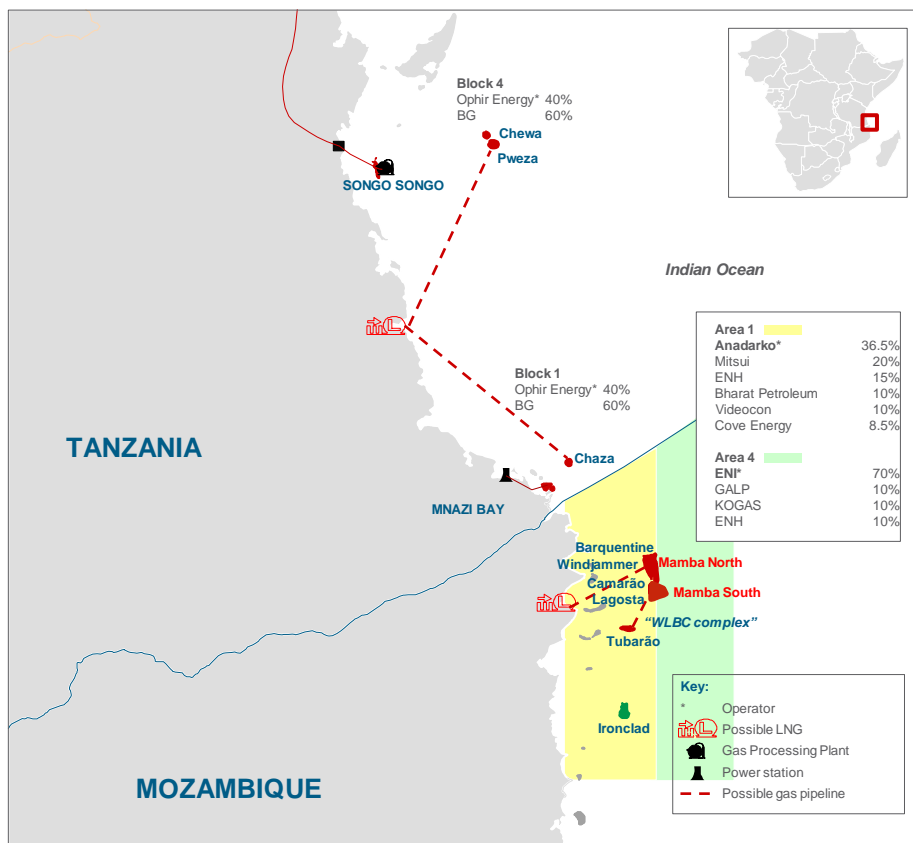 Block 4
Ophir Energy* 40%
BG 60%
Chewa
Pweza
SONGO SONGO
Indian Ocean
Area 1
Anadarko* 36.5%
Mitsui 20%
ENH 15%
Bharat Petroleum 10%
Videocon 10%
Cove Energy 8.5%
Area 4
ENI* 70%
GALP 10%
KOGAS 10%
ENH 10%
Block 1
Ophir Energy* 40%
BG 60%
TANZANIA
Chaza
MNAZI BAY
Barquentine
Windjammer
Mamba North
Camarão
Lagosta
Mamba South
"WLBC complex"
Tubarão
Ironclad
MOZAMBIQUE
Key:
* Operator
Possible LNG
Gas Processing Plant
Power station
Possible gas pipeline